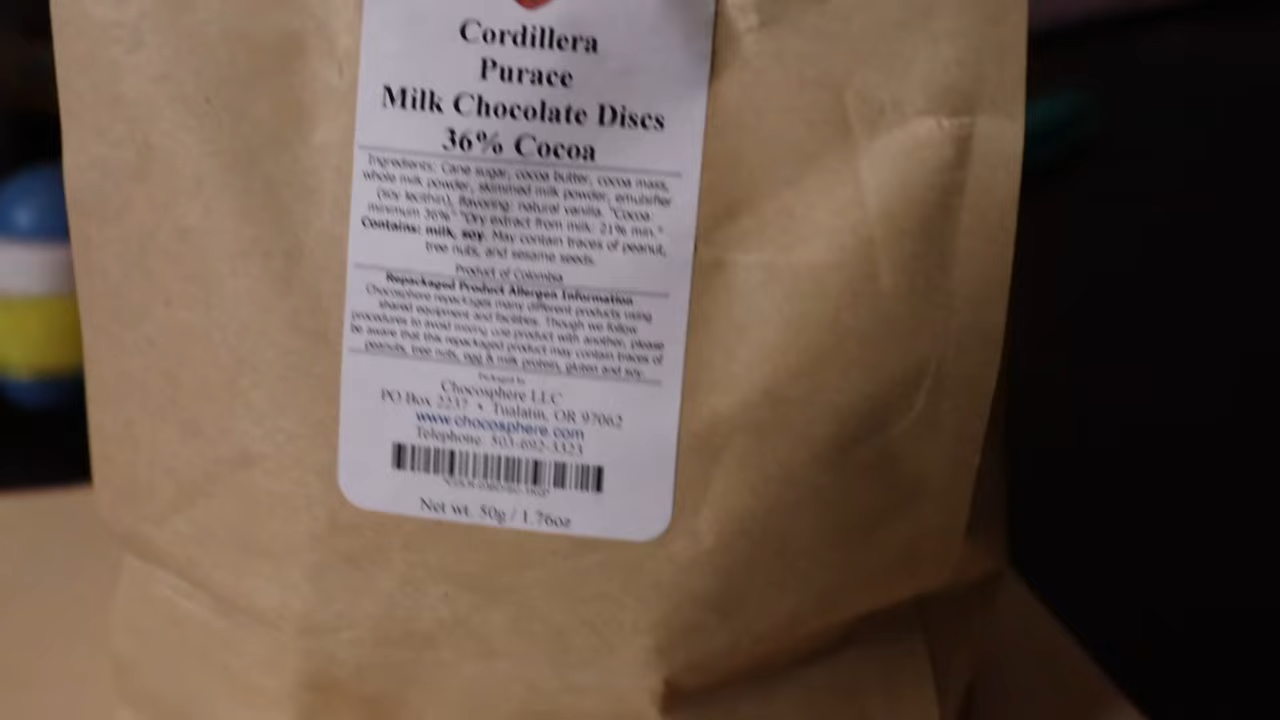 Cordillera
Purace
Milk Chocolate Discs
36% Cocoa
Ingredients: Cane sugar, cocoa butter, cocoa mass,
whole milk powder, skimmed milk powder, emulsifier
(soy lecithin), flavoring: natural vanilla. "Cocoa
minimum 36%" "Dry extract from milk: 21% min."
Contains: milk, soy. May contain traces of peanut,
tree nuts, and sesame seeds.
Product of Colombia
Repackaged Product Allergen Information
Chocosphere repackages many different products using
shared equipment and facilities. Though we follow
procedures to avoid mixing one product with another, please
be aware that this repackaged product may contain traces of
peanuts, tree nuts, egg & milk protein, gluten and soy.
Packaged by
Chocosphere LLC
PO Box 2237 • Tualatin, OR 97062
www.chocosphere.com
Telephone: 503-692-3323
Net wt. 50g / 1.76oz